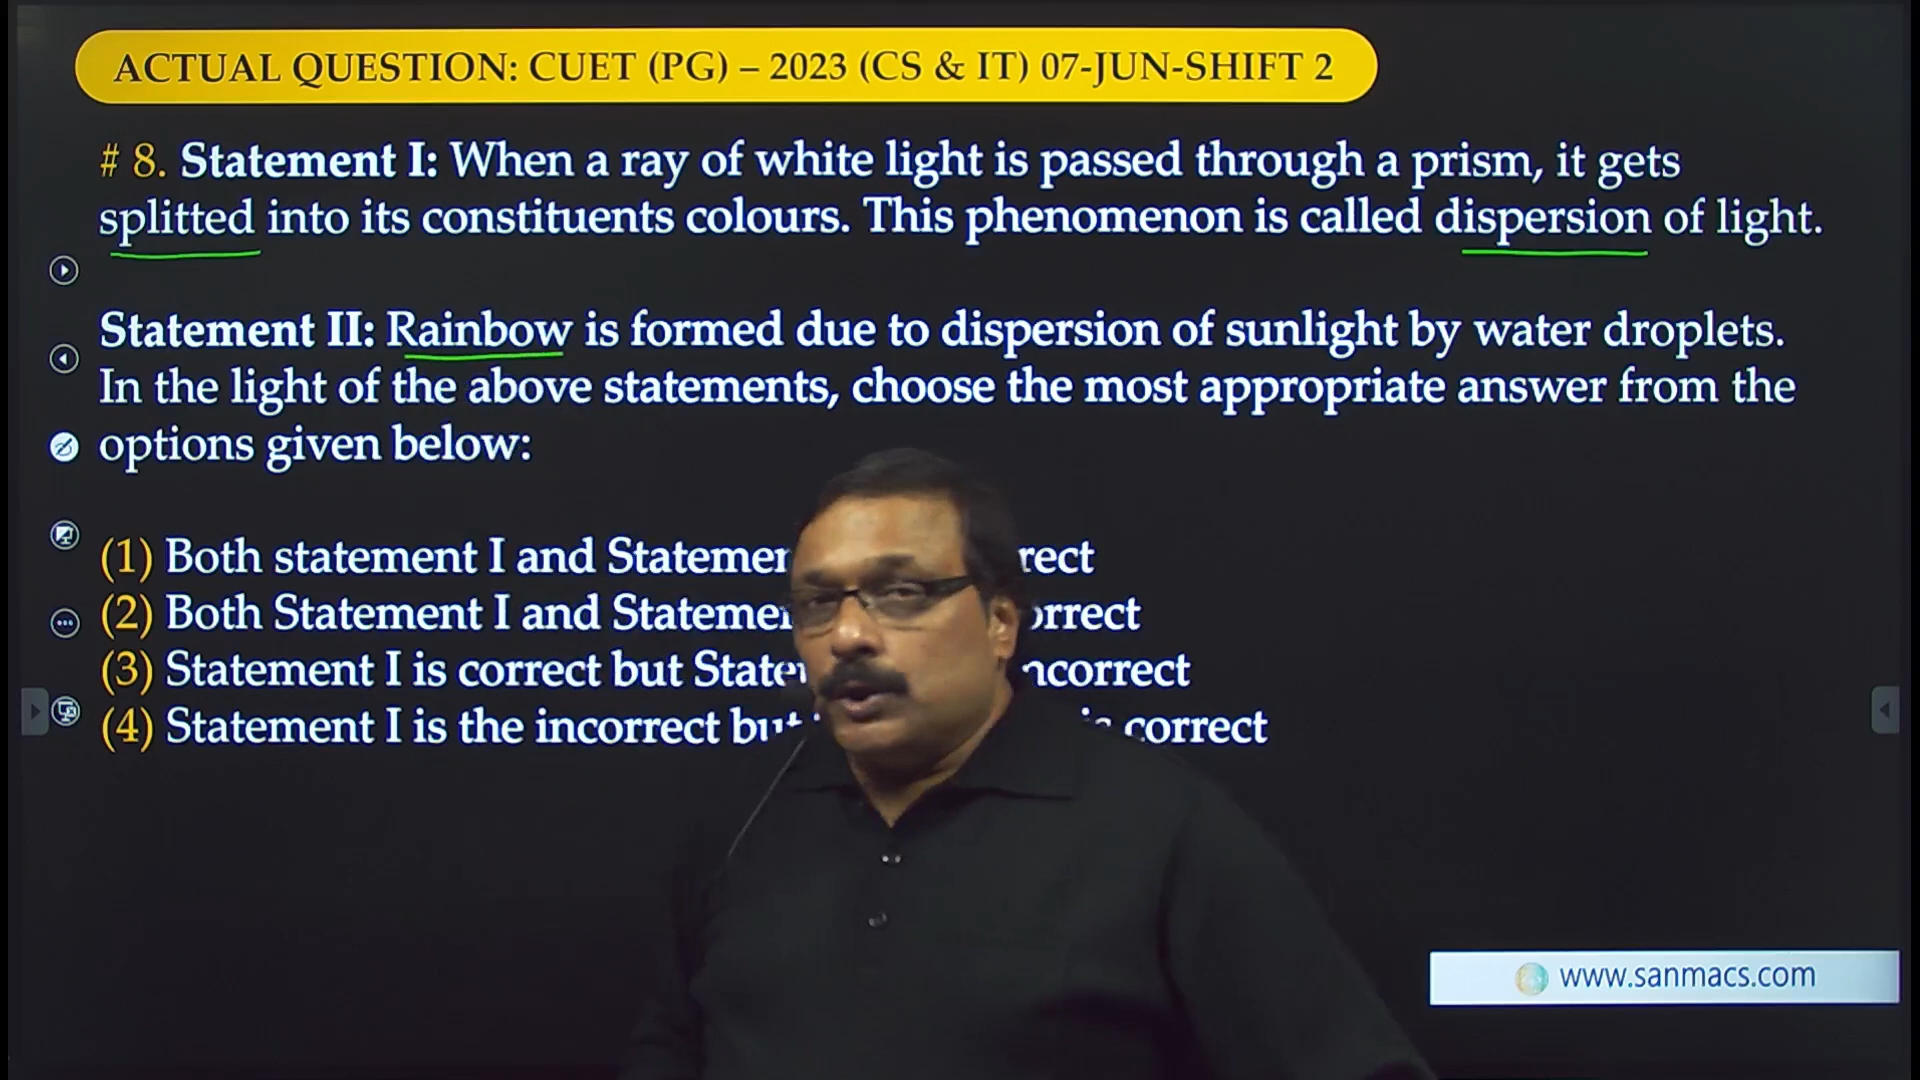 ACTUAL QUESTION: CUET (PG) – 2023 (CS & IT) 07-JUN-SHIFT 2
# 8. Statement I: When a ray of white light is passed through a prism, it gets
splitted into its constituents colours. This phenomenon is called dispersion of light.
Statement II: Rainbow is formed due to dispersion of sunlight by water droplets.
In the light of the above statements, choose the most appropriate answer from the
options given below:
(1) Both statement I and
(2) Both Statement I and
(3) Statement I is correct but
(4) Statement I is the incorrect but correct
www.sanmacs.com